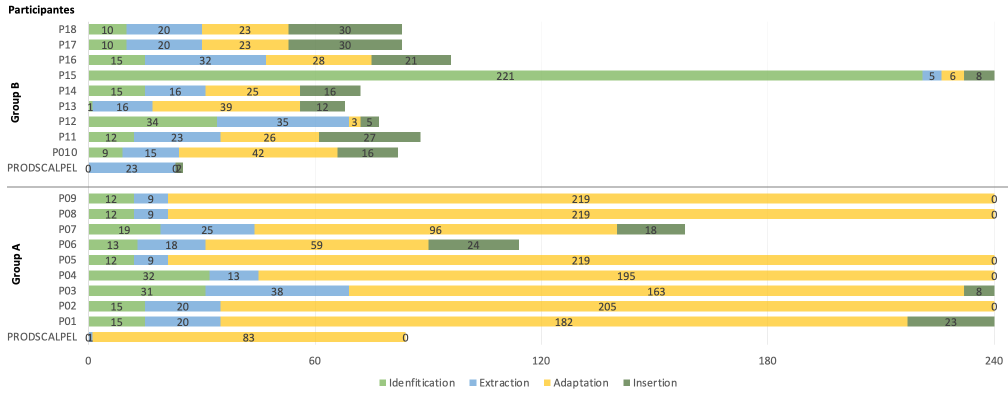 Participantes
Group B
P18 10 20 23 30
P17 10 20 23 30
P16 15 32 28 21
P15 221 5 6 8
P14 15 16 25 16
P13 1 16 39 12
P12 34 35 3 5
P11 12 23 26 27
P010 9 15 42 16
PRODSCALPEL 0 23 0 2
Group A
P09 12 9 219 0
P08 12 9 219 0
P07 19 25 96 18
P06 13 18 59 24
P05 12 9 219 0
P04 32 13 195 0
P03 31 38 163 8
P02 15 20 205 0
P01 15 20 182 23
PRODSCALPEL 0 1 83 0
0 60 120 180 240
Idenfitication Extraction Adaptation Insertion